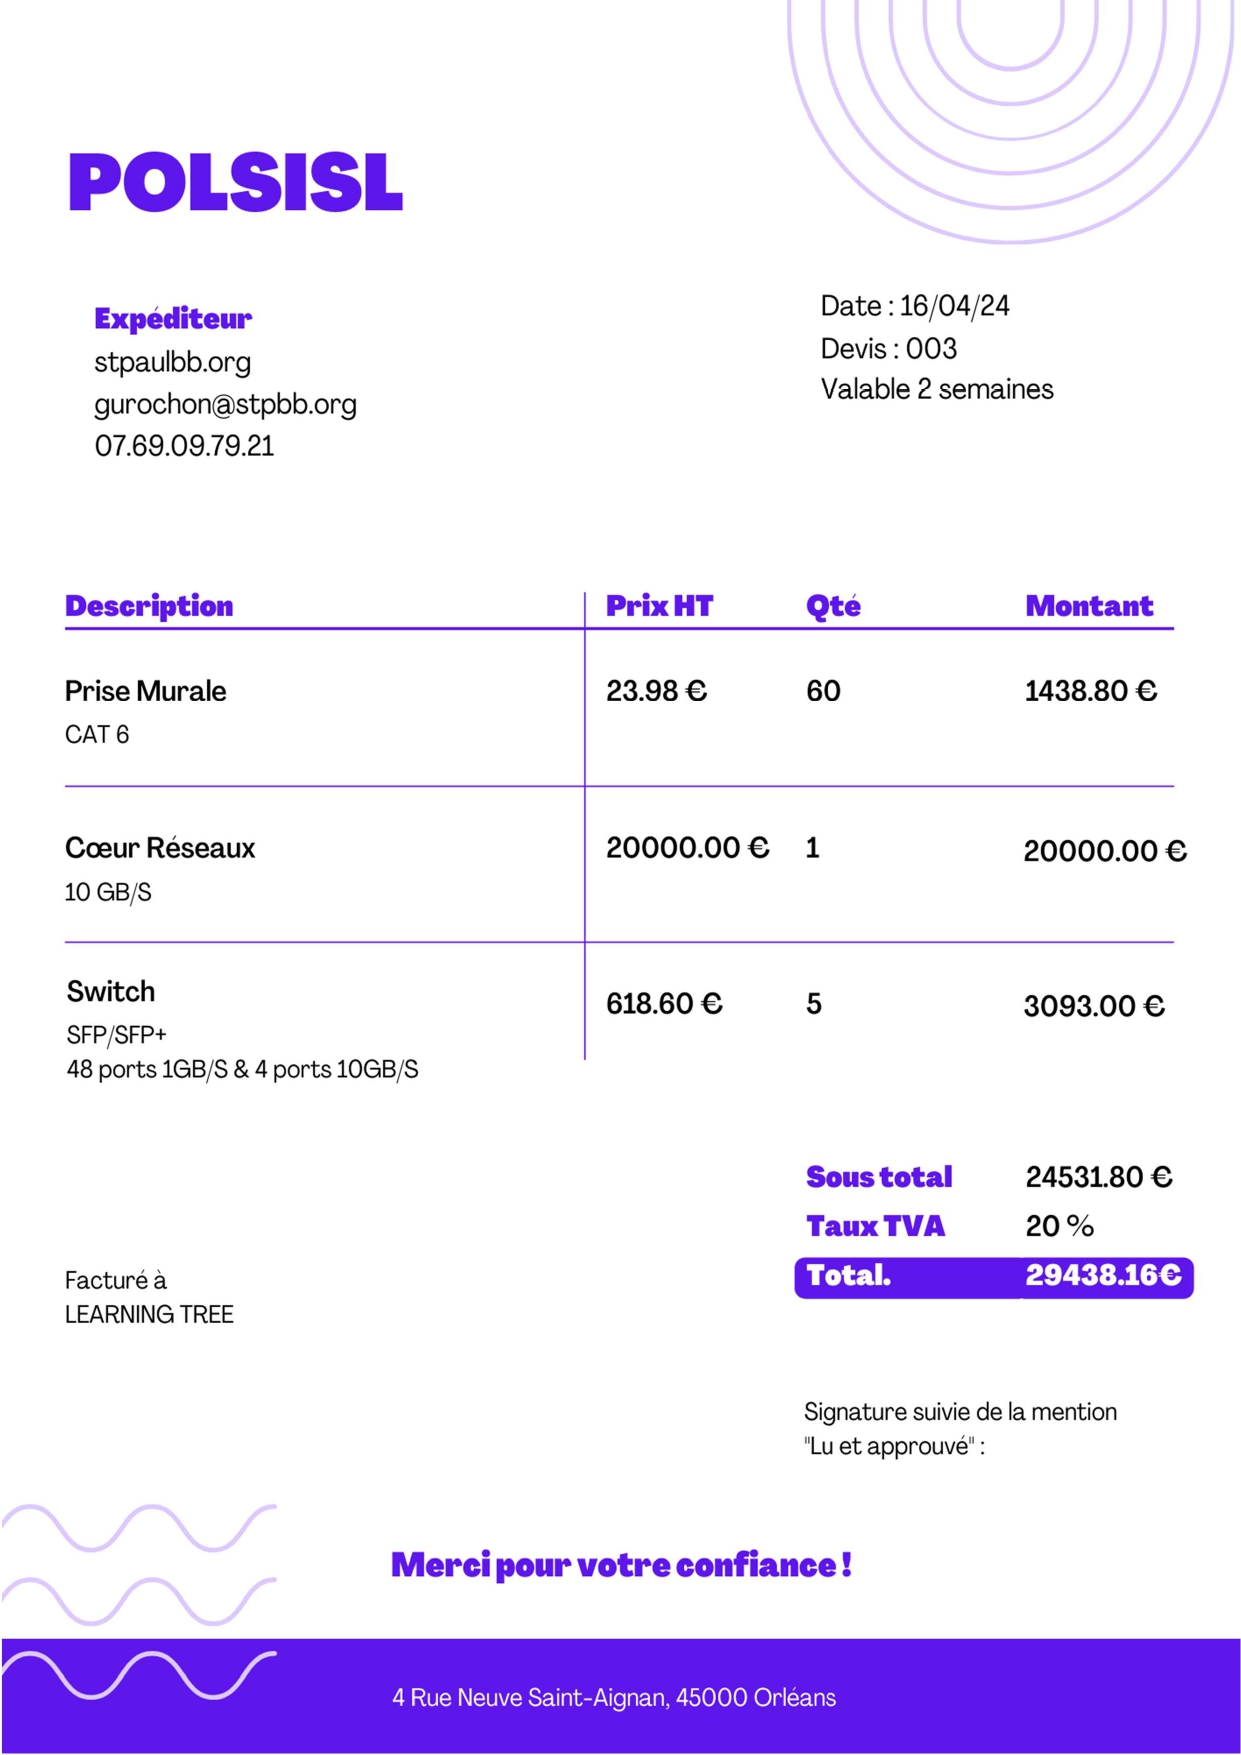 POLSISL
Expéditeur
stpaulbb.org
gurochon@stpbb.org
07.69.09.79.21
Date : 16/04/24
Devis : 003
Valable 2 semaines
Description Prix HT Qté Montant
Prise Murale 23.98 € 60 1438.80 €
CAT 6
Cœur Réseaux 20000.00 € 1 20000.00 €
10 GB/S
Switch 618.60 € 5 3093.00 €
SFP/SFP+
48 ports 1GB/S & 4 ports 10GB/S
Sous total 24531.80 €
Taux TVA 20 %
Total. 29438.16€
Facturé à
LEARNING TREE
Signature suivie de la mention
"Lu et approuvé" :
Merci pour votre confiance !
4 Rue Neuve Saint-Aignan, 45000 Orléans